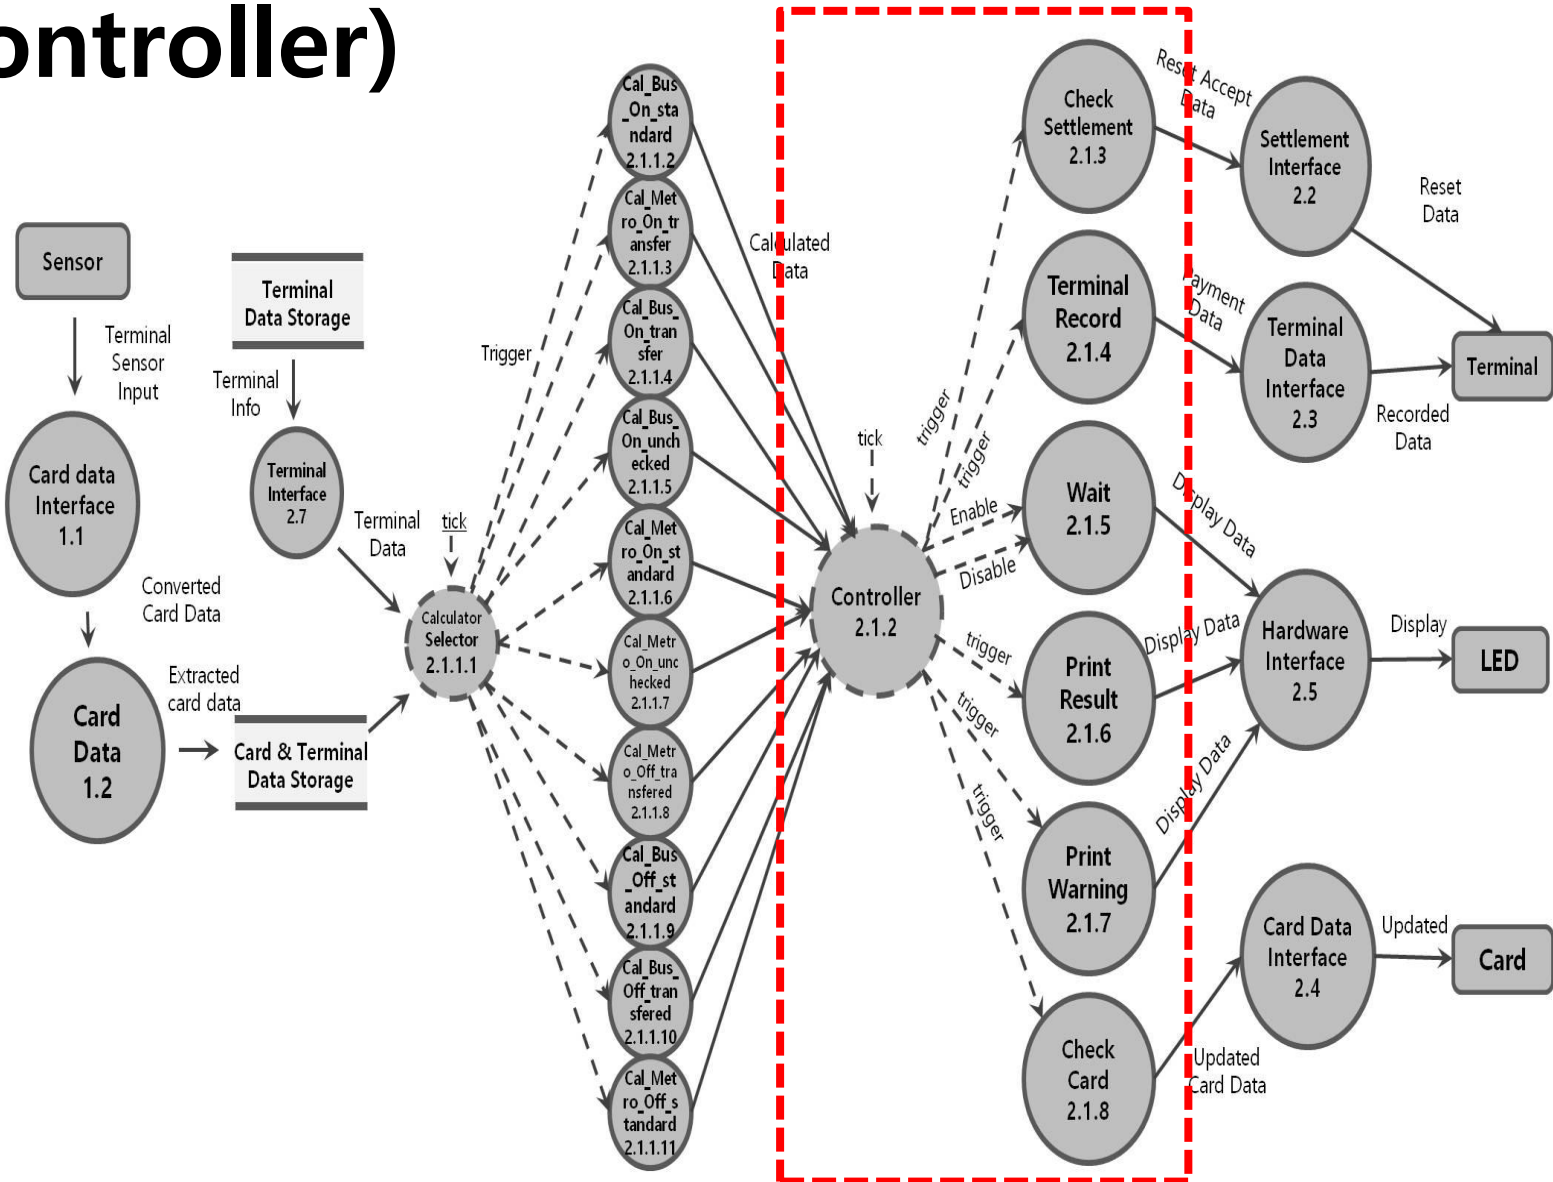 ontroller)
Sensor
Terminal
Sensor
Input
Card data
Interface
1.1
Converted
Card Data
Card
Data
1.2
Extracted
card data
Terminal
Data Storage
Terminal
Info
Terminal
Interface
2.7
Terminal
Data
Card & Terminal
Data Storage
tick
Calculator
Selector
2.1.1.1
Trigger
Cal_Bus
_On_sta
ndard
2.1.1.2
Cal_Met
ro_On_tr
ansfer
2.1.1.3
Cal_Bus_
On_tran
sfer
2.1.1.4
Cal_Bus_
On_unch
ecked
2.1.1.5
Cal_Met
ro_On_st
andard
2.1.1.6
Cal_Metr
o_On_unc
hecked
2.1.1.7
Cal_Metr
o_Off_tra
nsfered
2.1.1.8
Cal_Bus
_Off_st
andard
2.1.1.9
Cal_Bus_
Off_tran
sfered
2.1.1.10
Cal_Met
ro_Off_s
tandard
2.1.1.11
Calculated
Data
tick
Controller
2.1.2
trigger
trigger
Enable
Disable
trigger
trigger
trigger
Check
Settlement
2.1.3
Terminal
Record
2.1.4
Wait
2.1.5
Print
Result
2.1.6
Print
Warning
2.1.7
Check
Card
2.1.8
Reset Accept
Data
Payment
Data
Display Data
Display Data
Display Data
Updated
Card Data
Settlement
Interface
2.2
Terminal
Data
Interface
2.3
Hardware
Interface
2.5
Card Data
Interface
2.4
Reset
Data
Recorded
Data
Display
Updated
Terminal
LED
Card